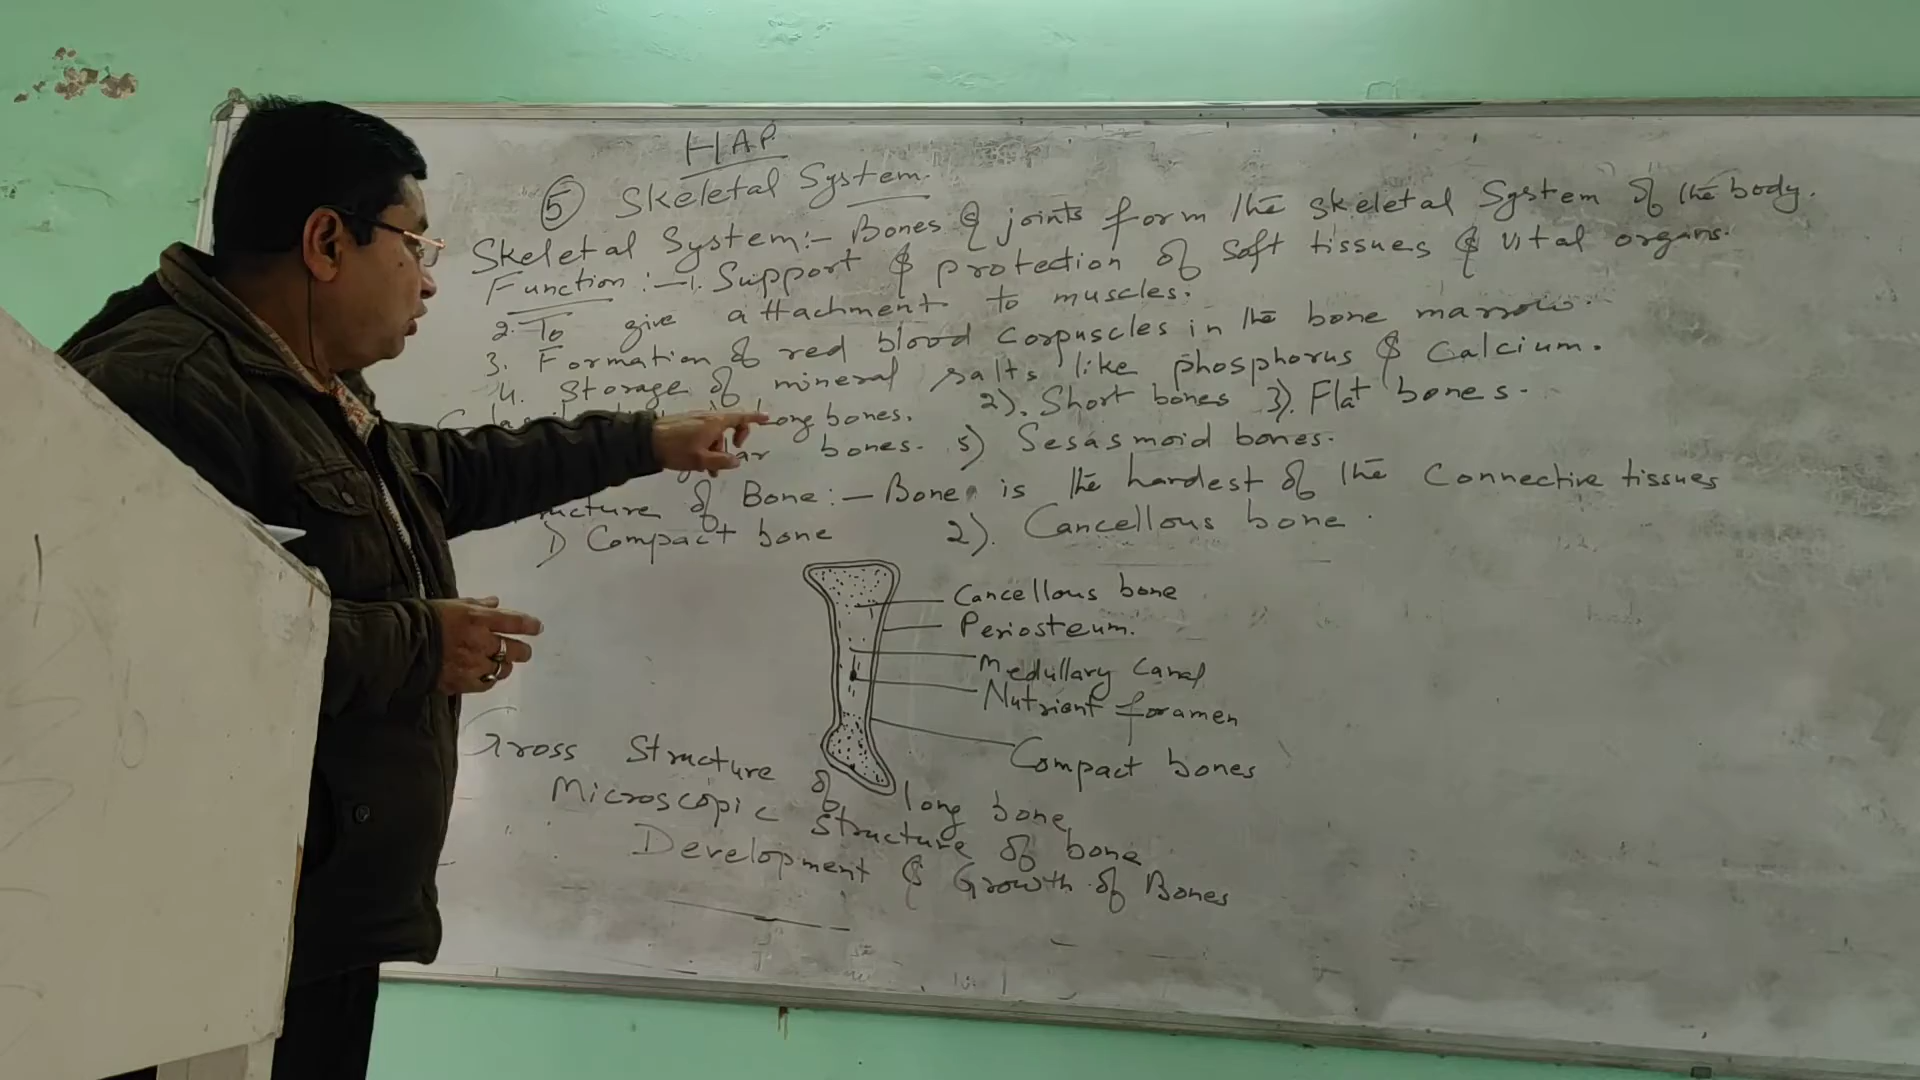 HAP
5 Skeletal System.
Skeletal System:- Bones & joints form the skeletal System of the body.
Function:-1. Support & protection of soft tissues & vital organs.
2. To give attachment to muscles.
3. Formation of red blood corpuscles in the bone marrow.
4. Storage of mineral salts like phosphorus & Calcium.
Long bones. 2). Short bones 3). Flat bones.
bones. 5) Sesasmoid bones.
of Bone:- Bone is the hardest of the Connective tissues
1) Compact bone 2). Cancellous bone.
Cancellous bone
Periosteum.
Medullary Canal
Nutrient foramen
Compact bones
Gross Structure of long bone
Microscopic Structure of bone
Development & Growth of Bones